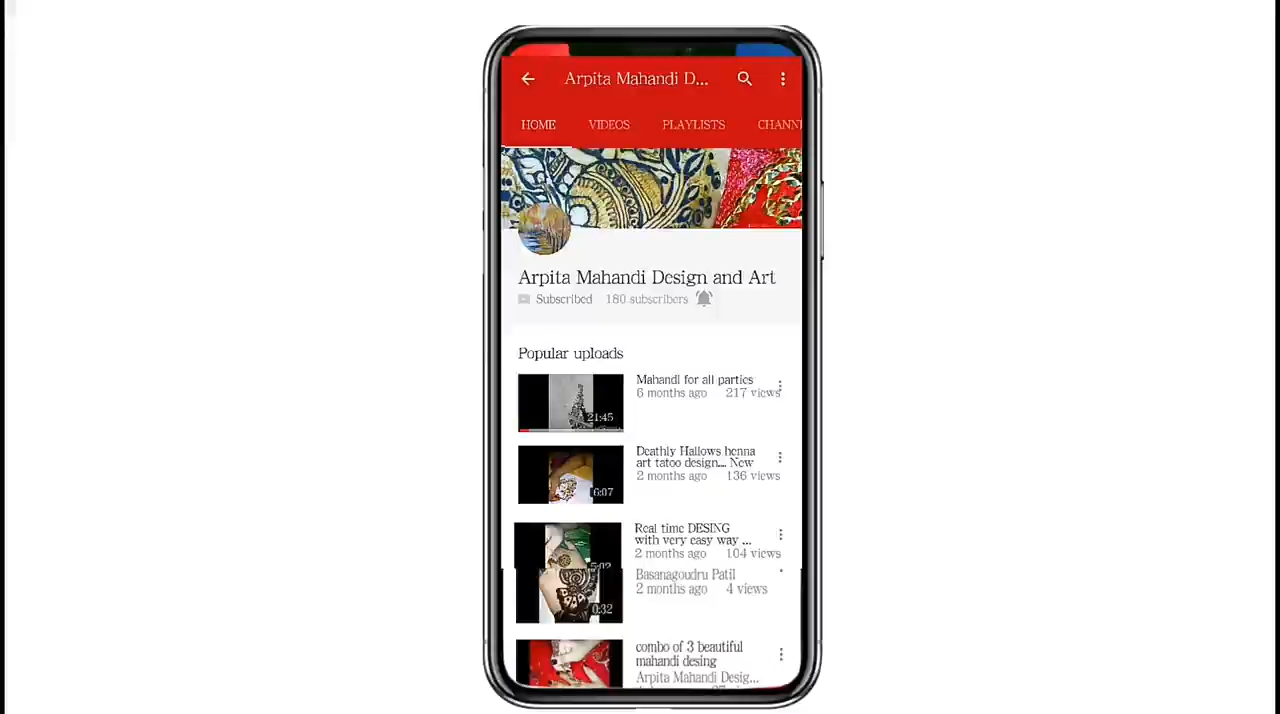 Arpita Mahandi D...
HOME VIDEOS PLAYLISTS CHANN
Arpita Mahandi Design and Art
Subscribed 180 subscribers
Popular uploads
Mahandi for all parties
6 months ago 217 views
21:45
Deathly Hallows henna
art tatoo design.... New
2 months ago 136 views
6:07
Real time DESING
with very easy way ...
2 months ago 104 views
5:02
Basanagoudru Patil
2 months ago 4 views
0:32
combo of 3 beautiful
mahandi desing
Arpita Mahandi Desig...